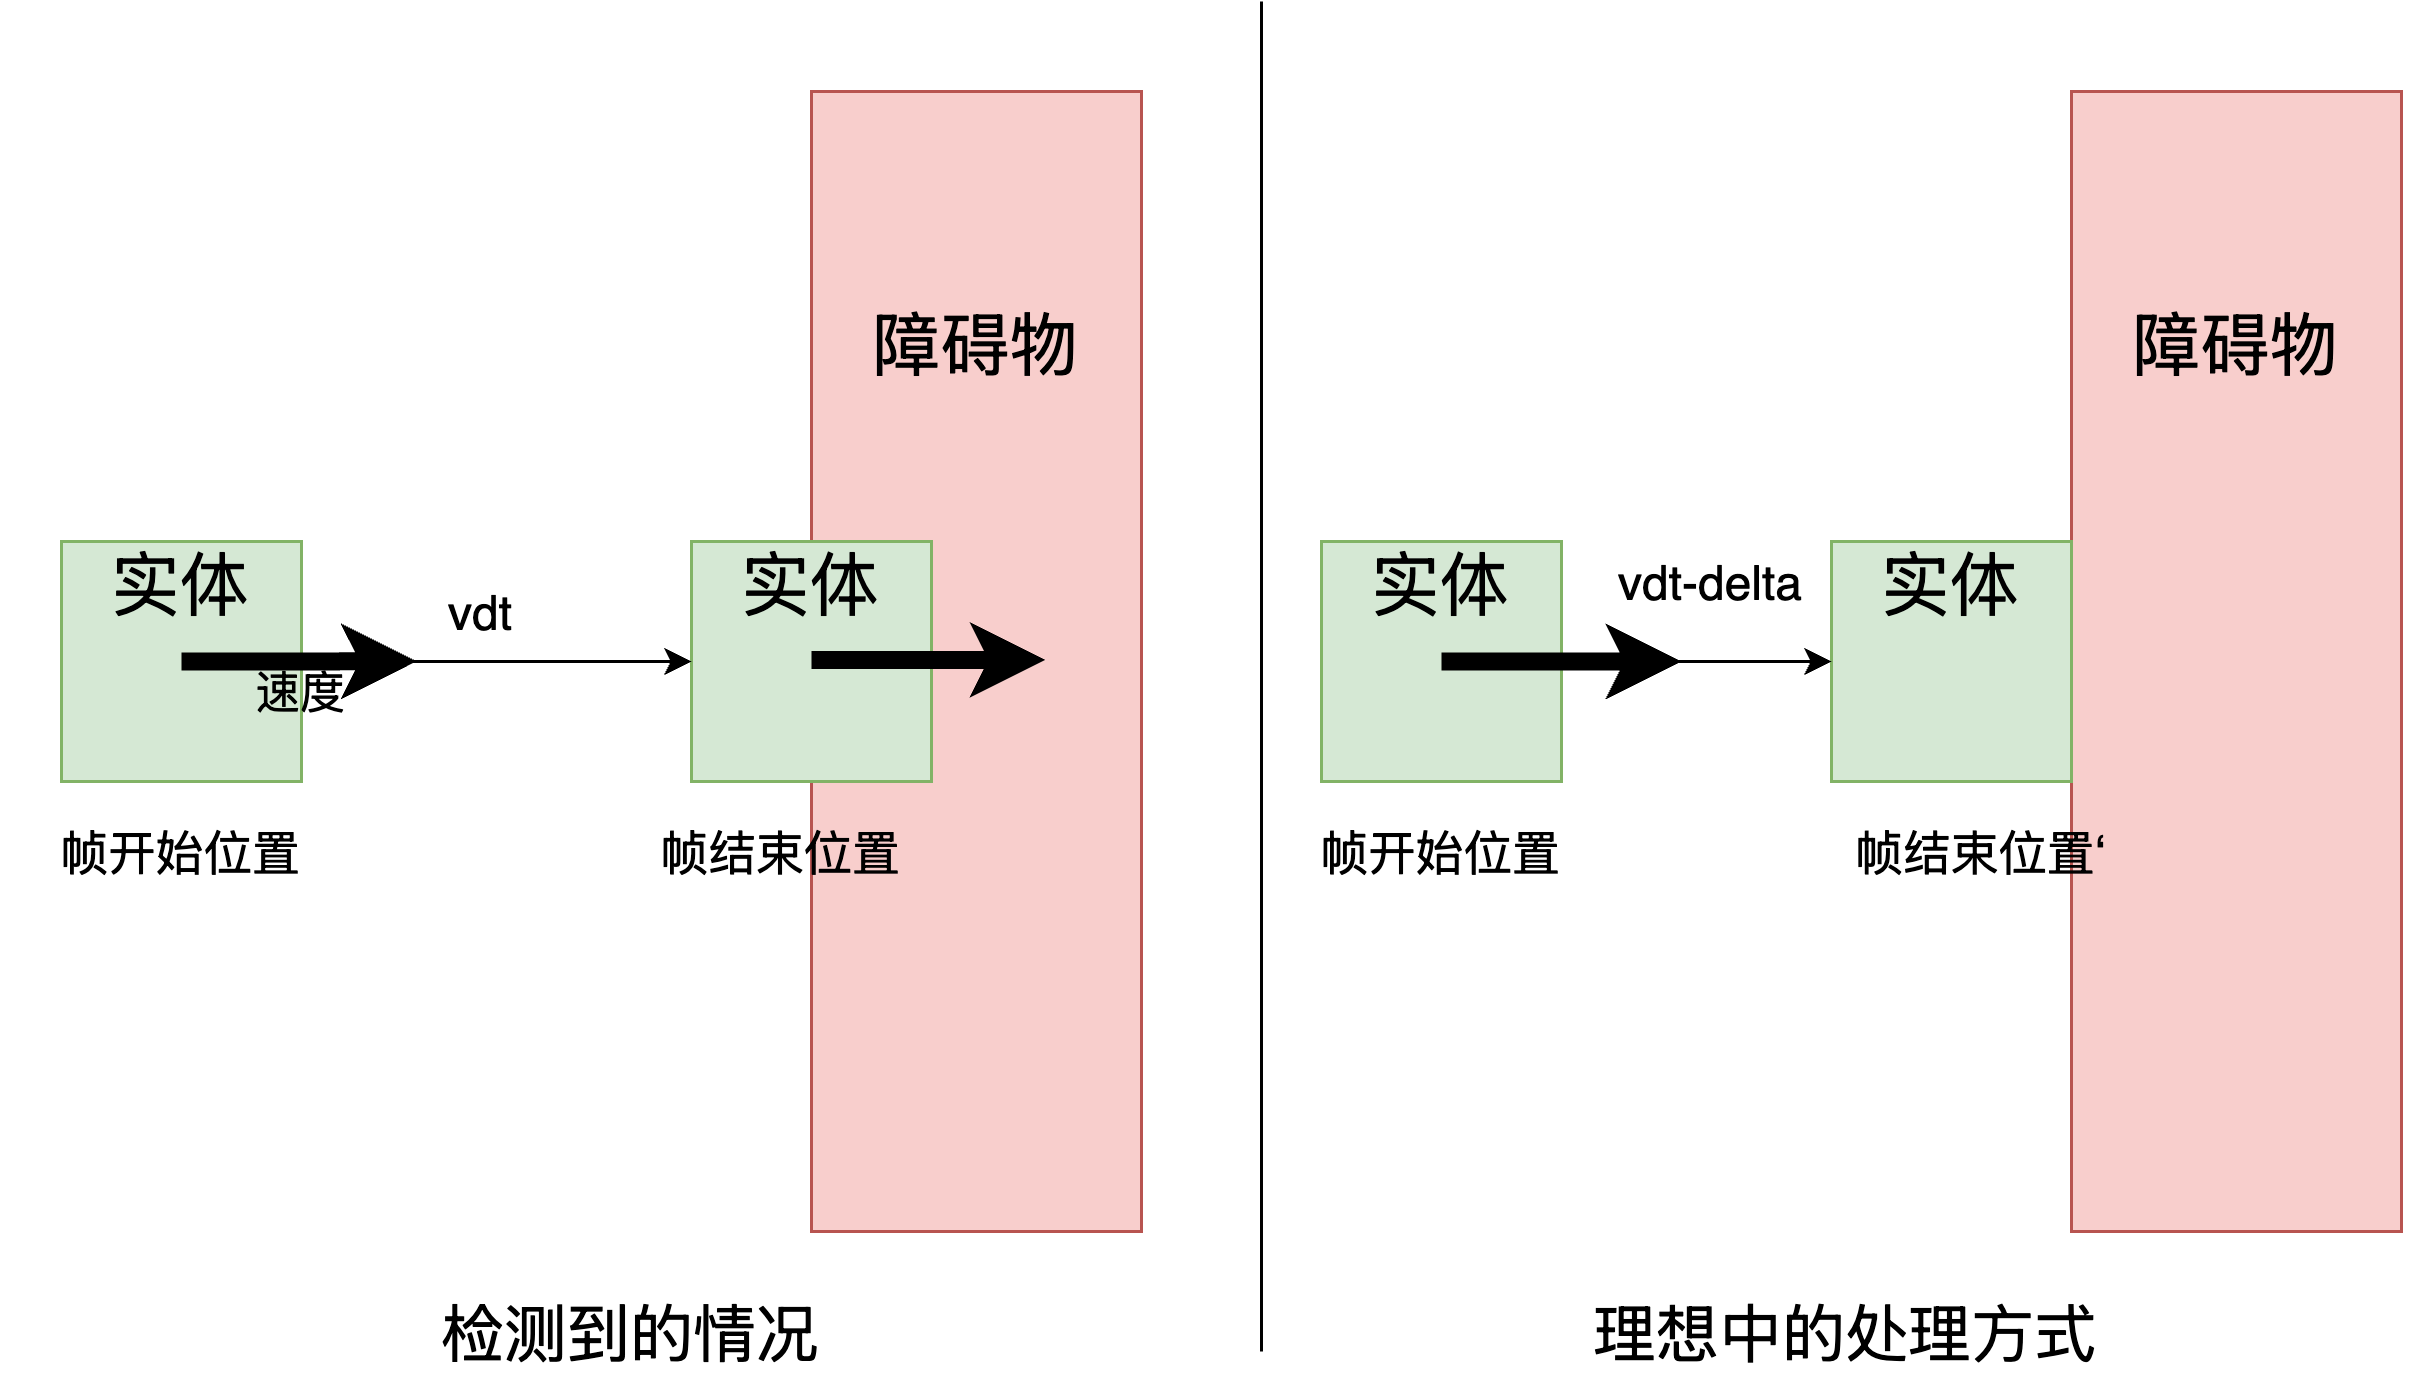 障碍物
实体
vdt
实体
速度
帧开始位置
帧结束位置
检测到的情况
障碍物
实体
vdt-delta
实体
帧开始位置
帧结束位置‘
理想中的处理方式